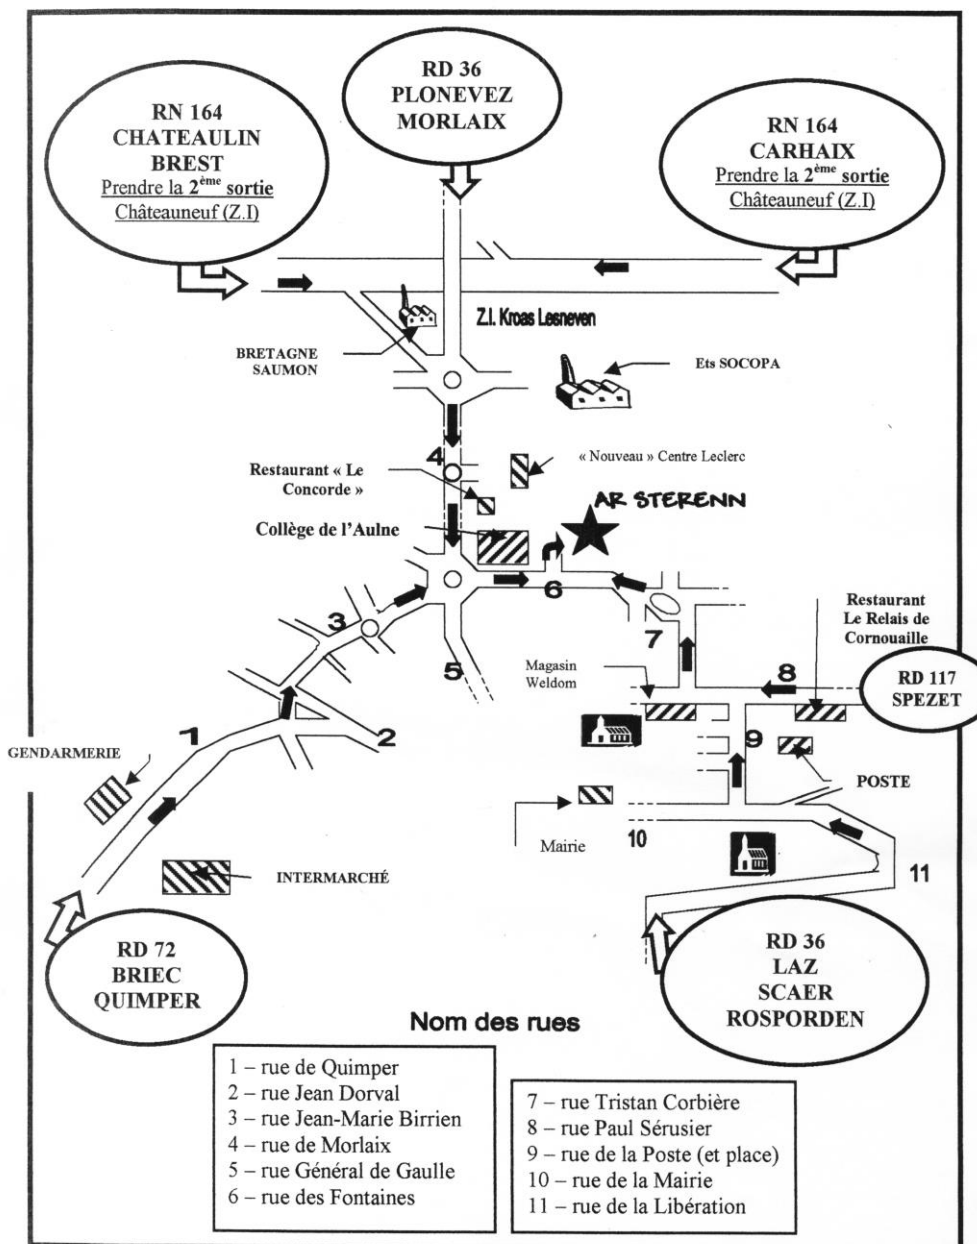 RD 36
PLONEVEZ
MORLAIX
RN 164
CHATEAULIN
BREST
Prendre la 2ème sortie
Châteauneuf (Z.I)
RN 164
CARHAIX
Prendre la 2ème sortie
Châteauneuf (Z.I)
Z.I. Kroas Lesneven
BRETAGNE
SAUMON
Ets SOCOPA
4
« Nouveau » Centre Leclerc
Restaurant « Le
Concorde »
AR STERENN
Collège de l'Aulne
6
3
7
5
Restaurant
Le Relais de
Cornouaille
Magasin
Weldom
8
RD 117
SPEZET
1
2
9
GENDARMERIE
POSTE
Mairie
10
11
INTERMARCHÉ
RD 72
BRIEC
QUIMPER
RD 36
LAZ
SCAER
ROSPORDEN
Nom des rues
1 – rue de Quimper
2 – rue Jean Dorval
3 – rue Jean-Marie Birrien
4 – rue de Morlaix
5 – rue Général de Gaulle
6 – rue des Fontaines
7 – rue Tristan Corbière
8 – rue Paul Sérusier
9 – rue de la Poste (et place)
10 – rue de la Mairie
11 – rue de la Libération